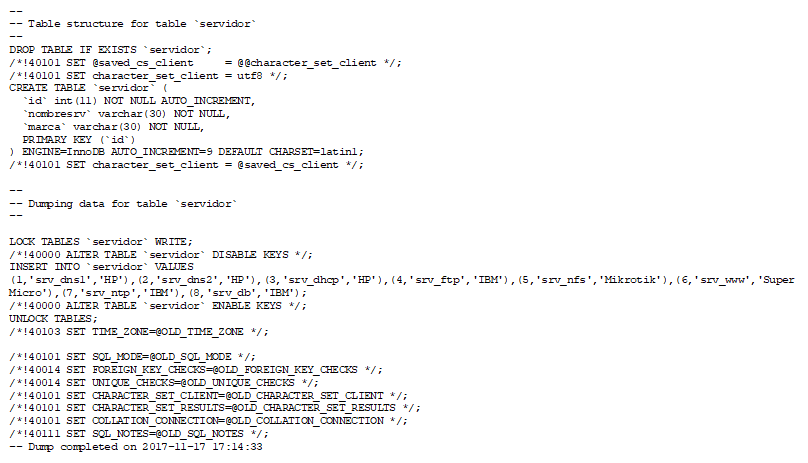 --
-- Table structure for table `servidor`
--
DROP TABLE IF EXISTS `servidor`;
/*!40101 SET @saved_cs_client     = @@character_set_client */;
/*!40101 SET character_set_client = utf8 */;
CREATE TABLE `servidor` (
  `id` int(11) NOT NULL AUTO_INCREMENT,
  `nombresrv` varchar(30) NOT NULL,
  `marca` varchar(30) NOT NULL,
  PRIMARY KEY (`id`)
) ENGINE=InnoDB AUTO_INCREMENT=9 DEFAULT CHARSET=latin1;
/*!40101 SET character_set_client = @saved_cs_client */;
--
-- Dumping data for table `servidor`
--
LOCK TABLES `servidor` WRITE;
/*!40000 ALTER TABLE `servidor` DISABLE KEYS */;
INSERT INTO `servidor` VALUES
(1,'srv_dns1','HP'),(2,'srv_dns2','HP'),(3,'srv_dhcp','HP'),(4,'srv_ftp','IBM'),(5,'srv_nfs','Mikrotik'),(6,'srv_www','Super
Micro'),(7,'srv_ntp','IBM'),(8,'srv_db','IBM');
/*!40000 ALTER TABLE `servidor` ENABLE KEYS */;
UNLOCK TABLES;
/*!40103 SET TIME_ZONE=@OLD_TIME_ZONE */;
/*!40101 SET SQL_MODE=@OLD_SQL_MODE */;
/*!40014 SET FOREIGN_KEY_CHECKS=@OLD_FOREIGN_KEY_CHECKS */;
/*!40014 SET UNIQUE_CHECKS=@OLD_UNIQUE_CHECKS */;
/*!40101 SET CHARACTER_SET_CLIENT=@OLD_CHARACTER_SET_CLIENT */;
/*!40101 SET CHARACTER_SET_RESULTS=@OLD_CHARACTER_SET_RESULTS */;
/*!40101 SET COLLATION_CONNECTION=@OLD_COLLATION_CONNECTION */;
/*!40111 SET SQL_NOTES=@OLD_SQL_NOTES */;
-- Dump completed on 2017-11-17 17:14:33